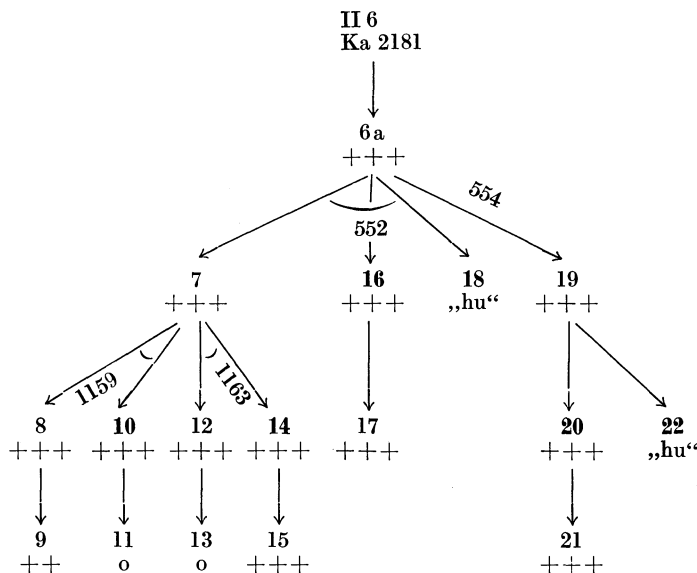 II 6
Ka 2181
6a
+++
554
552
7 16 18 19
+++ +++ „hu“ +++
1159 1163
8 10 12 14 17 20 22
+++ +++ +++ +++ +++ +++ „hu“
9 11 13 15 21
++ o o +++ +++